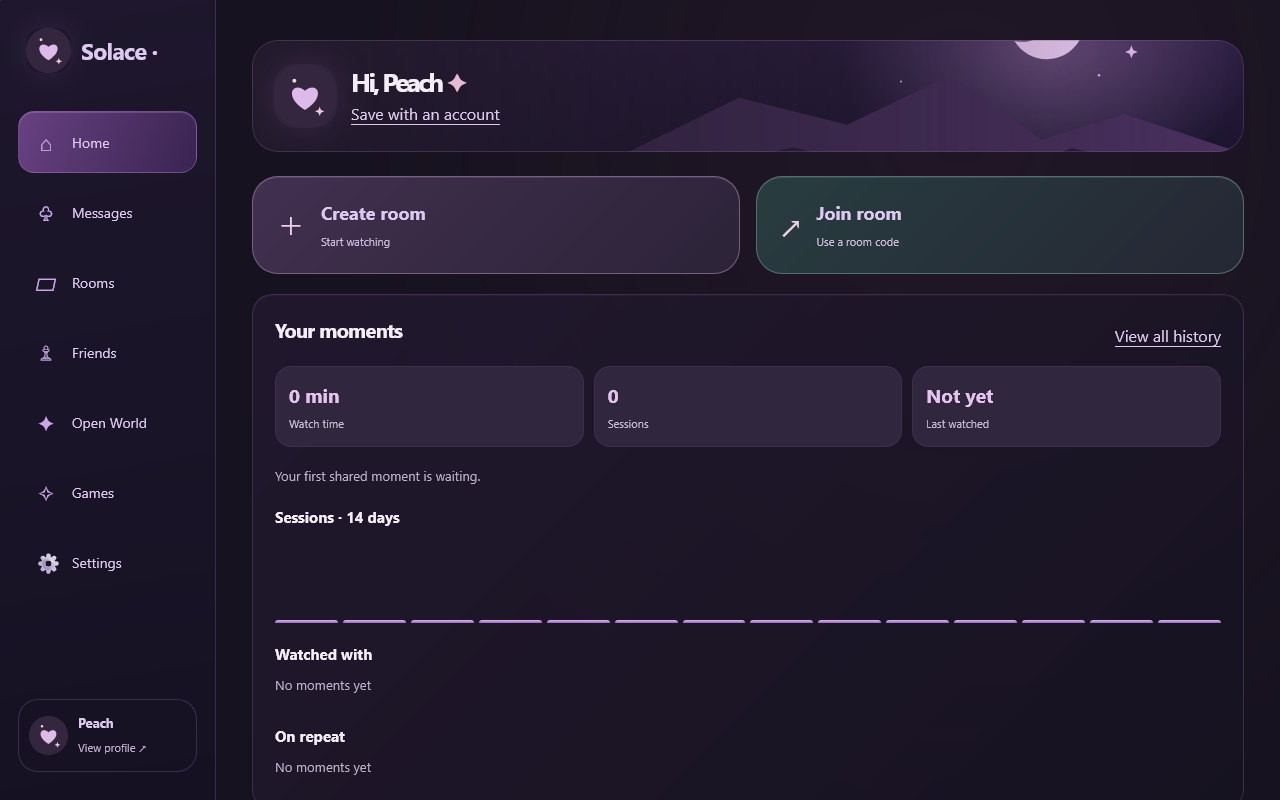 Solace ·
Home
Messages
Rooms
Friends
Open World
Games
Settings
Peach
View profile ↗
Hi, Peach ✦
Save with an account
Create room
Start watching
Join room
Use a room code
Your moments
View all history
0 min
Watch time
0
Sessions
Not yet
Last watched
Your first shared moment is waiting.
Sessions · 14 days
Watched with
No moments yet
On repeat
No moments yet